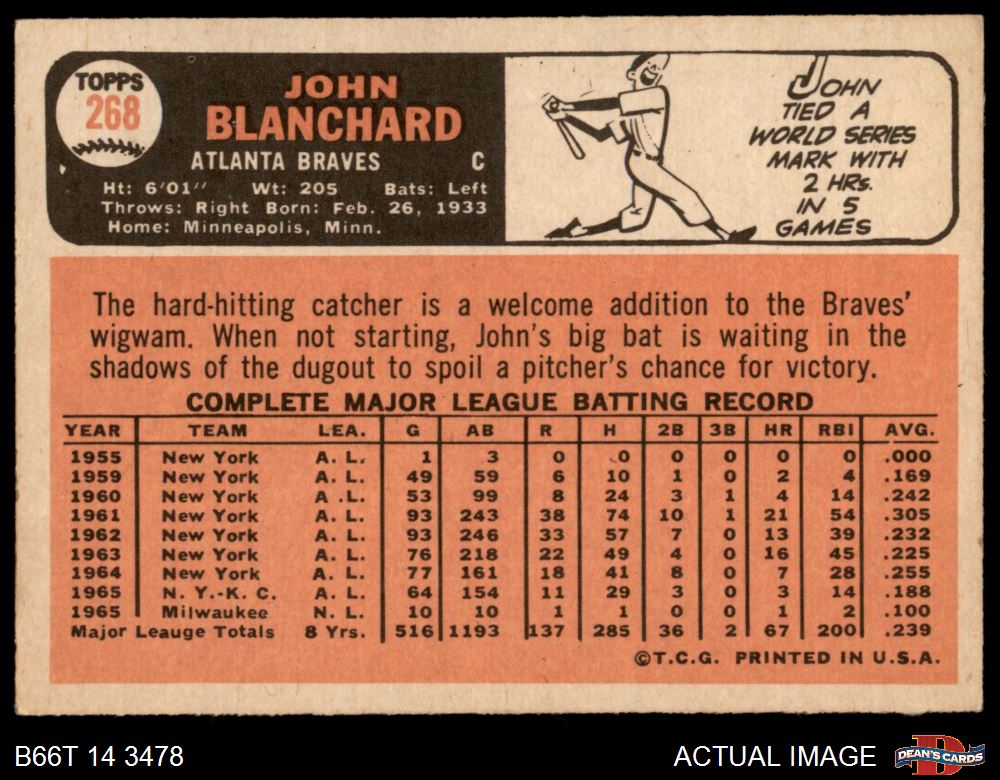 TOPPS
268
JOHN
BLANCHARD
ATLANTA BRAVES C
Ht: 6'01" Wt: 205 Bats: Left
Throws: Right Born: Feb. 26, 1933
Home: Minneapolis, Minn.
JOHN
TIED A
WORLD SERIES
MARK WITH
2 HRs.
IN 5
GAMES
The hard-hitting catcher is a welcome addition to the Braves'
wigwam. When not starting, John's big bat is waiting in the
shadows of the dugout to spoil a pitcher's chance for victory.
COMPLETE MAJOR LEAGUE BATTING RECORD
YEAR TEAM LEA. G AB R H 2B 3B HR RBI AVG.
1955 New York A. L. 1 3 0 0 0 0 0 0 .000
1959 New York A. L. 49 59 6 10 1 0 2 4 .169
1960 New York A .L. 53 99 8 24 3 1 4 14 .242
1961 New York A. L. 93 243 38 74 10 1 21 54 .305
1962 New York A. L. 93 246 33 57 7 0 13 39 .232
1963 New York A. L. 76 218 22 49 4 0 16 45 .225
1964 New York A. L. 77 161 18 41 8 0 7 28 .255
1965 N. Y.-K. C. A. L. 64 154 11 29 3 0 3 14 .188
1965 Milwaukee N. L. 10 10 1 1 0 0 1 2 .100
Major Leauge Totals 8 Yrs. 516 1193 137 285 36 2 67 200 .239
©T.C.G. PRINTED IN U.S.A.
B66T 14 3478 ACTUAL IMAGE DEAN'S CARDS